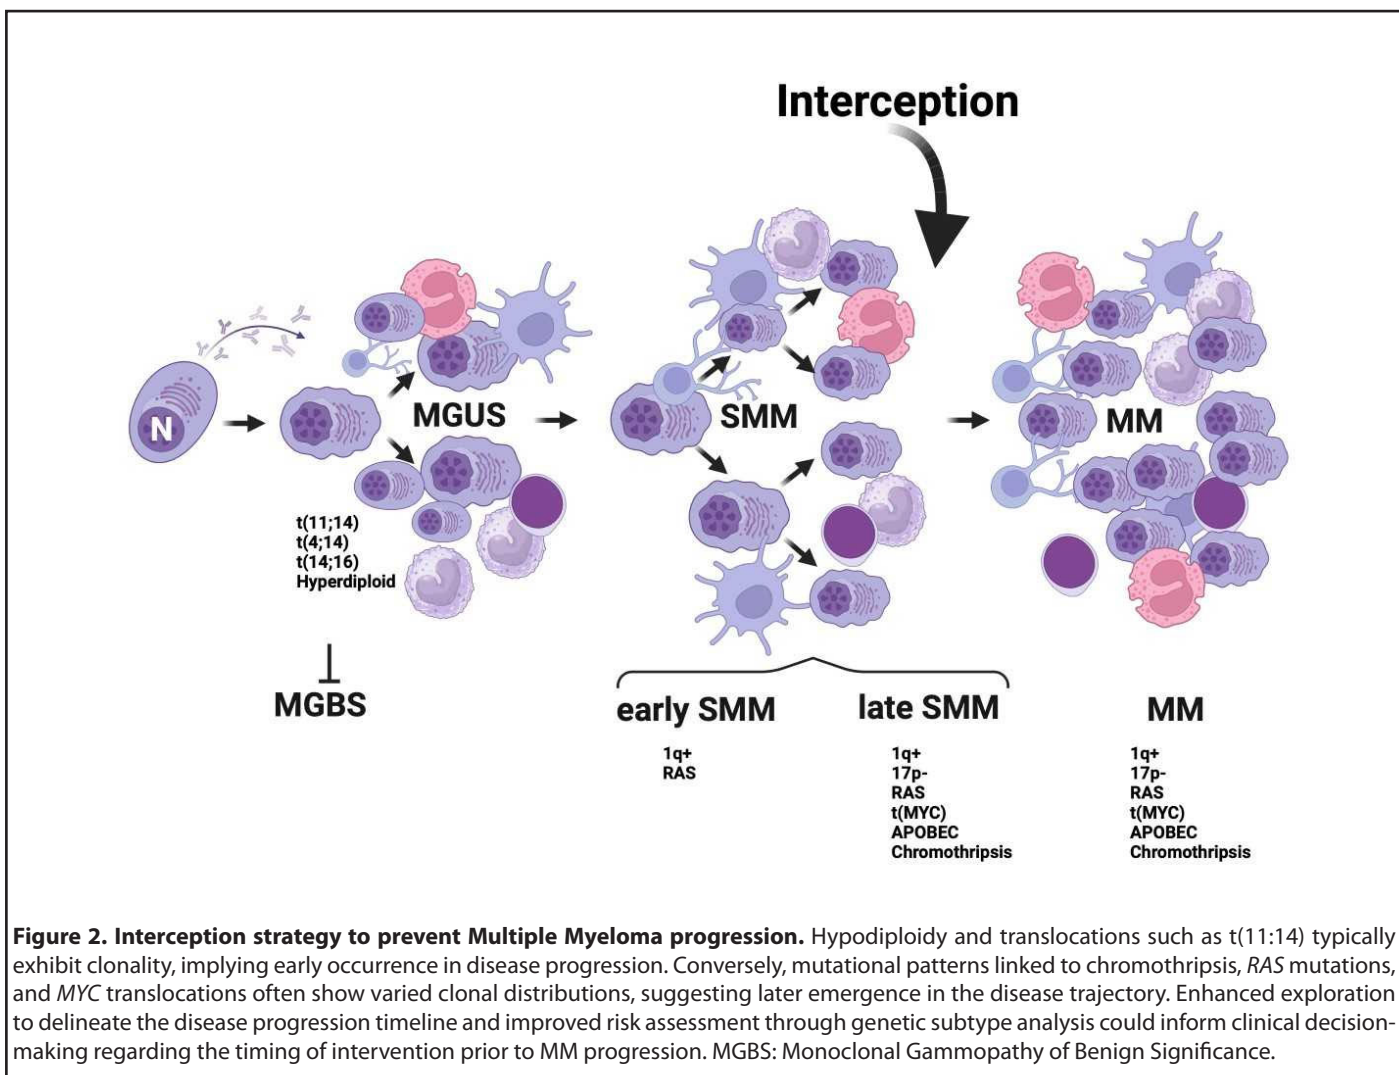 Interception
N
MGUS
SMM
MM
t(11;14)
t(4;14)
t(14;16)
Hyperdiploid
MGBS
early SMM
1q+
RAS
late SMM
1q+
17p-
RAS
t(MYC)
APOBEC
Chromothripsis
MM
1q+
17p-
RAS
t(MYC)
APOBEC
Chromothripsis
Figure 2. Interception strategy to prevent Multiple Myeloma progression. Hypodiploidy and translocations such as t(11:14) typically
exhibit clonality, implying early occurrence in disease progression. Conversely, mutational patterns linked to chromothripsis, RAS mutations,
and MYC translocations often show varied clonal distributions, suggesting later emergence in the disease trajectory. Enhanced exploration
to delineate the disease progression timeline and improved risk assessment through genetic subtype analysis could inform clinical decision-
making regarding the timing of intervention prior to MM progression. MGBS: Monoclonal Gammopathy of Benign Significance.